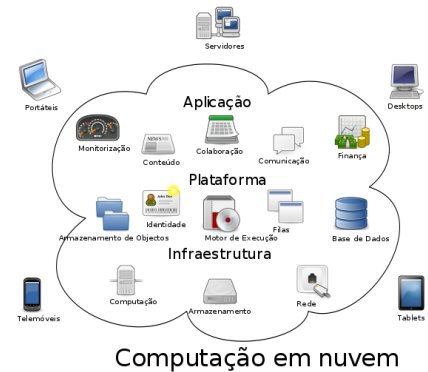 Servidores
Portáteis
Desktops
Aplicação
Monitorização
NEWS
Conteúdo
Colaboração
Comunicação
Finança
Plataforma
Armazenamento de Objectos
Identidade
Motor de Execução
Filas
Base de Dados
Infraestrutura
Computação
Armazenamento
Rede
Telemóveis
Tablets
Computação em nuvem